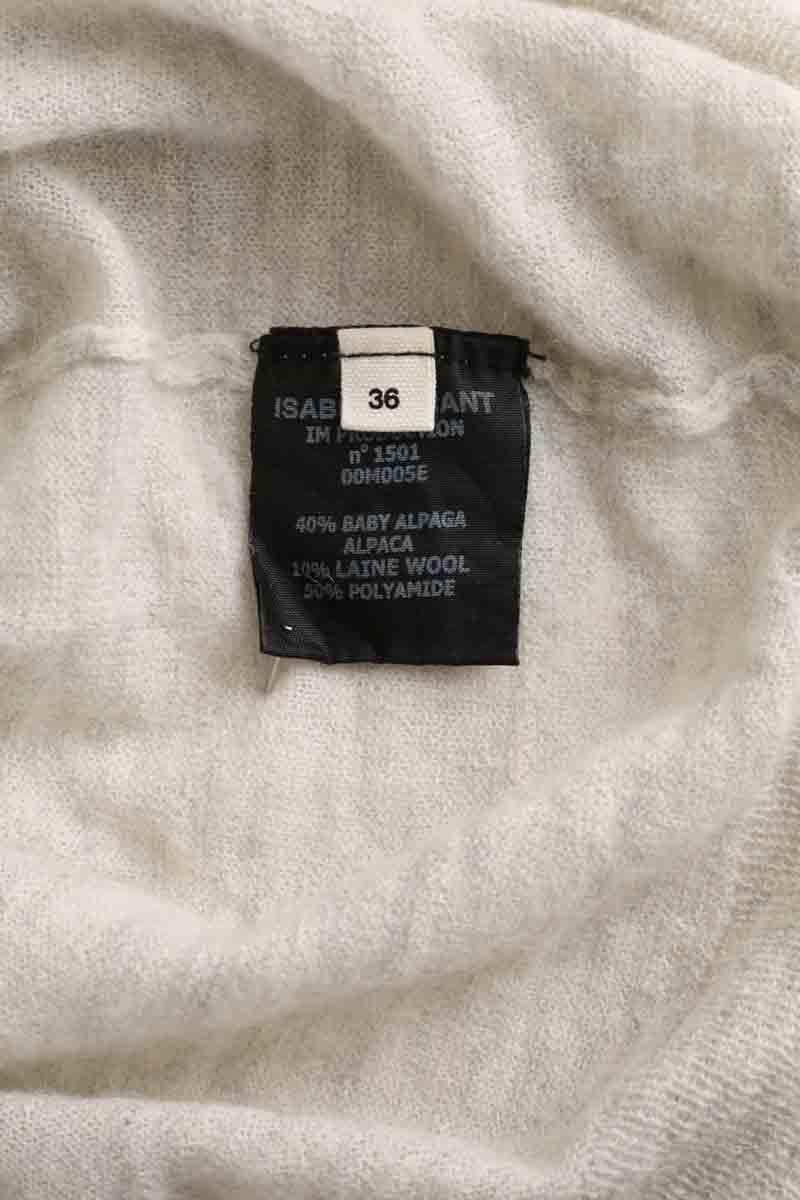 36
ISAB ANT
IM PRODUCTION
n° 1501
00M005E
40% BABY ALPAGA
ALPACA
10% LAINE WOOL
50% POLYAMIDE